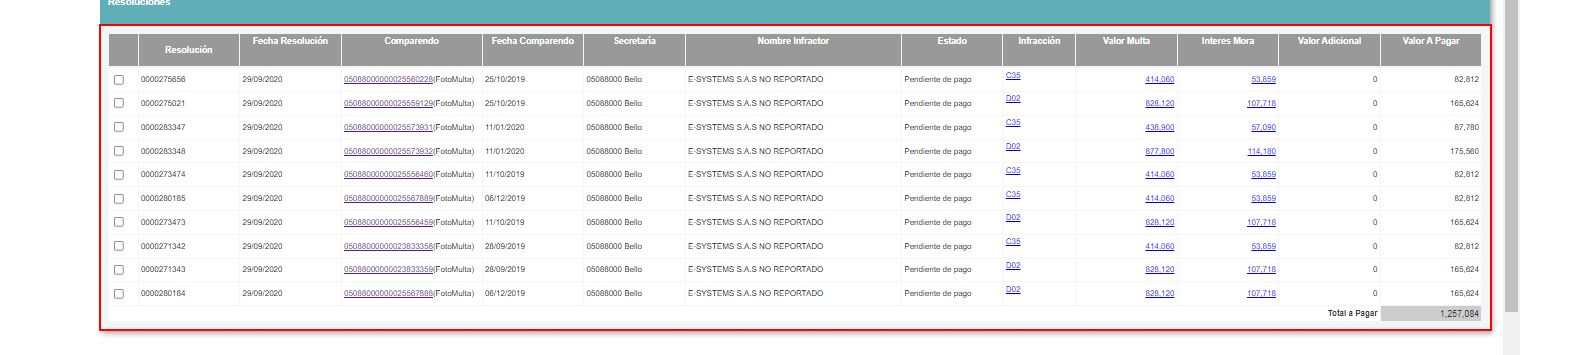 Resoluciones
Resolución Fecha Resolución Comparendo Fecha Comparendo Secretaría Nombre Infractor Estado Infracción Valor Multa Interes Mora Valor Adicional Valor A Pagar
0000275656 29/09/2020 05088000000025560228(FotoMulta) 25/10/2019 05088000 Bello E-SYSTEMS S.A.S NO REPORTADO Pendiente de pago C35 414,060 53,859 0 82,812
0000275021 29/09/2020 05088000000025559129(FotoMulta) 25/10/2019 05088000 Bello E-SYSTEMS S.A.S NO REPORTADO Pendiente de pago D02 828,120 107,718 0 165,624
0000283347 29/09/2020 05088000000025573931(FotoMulta) 11/01/2020 05088000 Bello E-SYSTEMS S.A.S NO REPORTADO Pendiente de pago C35 438,900 57,090 0 87,780
0000283348 29/09/2020 05088000000025573932(FotoMulta) 11/01/2020 05088000 Bello E-SYSTEMS S.A.S NO REPORTADO Pendiente de pago D02 877,800 114,180 0 175,560
0000273474 29/09/2020 05088000000025556460(FotoMulta) 11/10/2019 05088000 Bello E-SYSTEMS S.A.S NO REPORTADO Pendiente de pago C35 414,060 53,859 0 82,812
0000280185 29/09/2020 05088000000025567889(FotoMulta) 06/12/2019 05088000 Bello E-SYSTEMS S.A.S NO REPORTADO Pendiente de pago C35 414,060 53,859 0 82,812
0000273473 29/09/2020 05088000000025556459(FotoMulta) 11/10/2019 05088000 Bello E-SYSTEMS S.A.S NO REPORTADO Pendiente de pago D02 828,120 107,718 0 165,624
0000271342 29/09/2020 05088000000023833358(FotoMulta) 28/09/2019 05088000 Bello E-SYSTEMS S.A.S NO REPORTADO Pendiente de pago C35 414,060 53,859 0 82,812
0000271343 29/09/2020 05088000000023833359(FotoMulta) 28/09/2019 05088000 Bello E-SYSTEMS S.A.S NO REPORTADO Pendiente de pago D02 828,120 107,718 0 165,624
0000280184 29/09/2020 05088000000025567888(FotoMulta) 06/12/2019 05088000 Bello E-SYSTEMS S.A.S NO REPORTADO Pendiente de pago D02 828,120 107,718 0 165,624
Total a Pagar 1,257,084